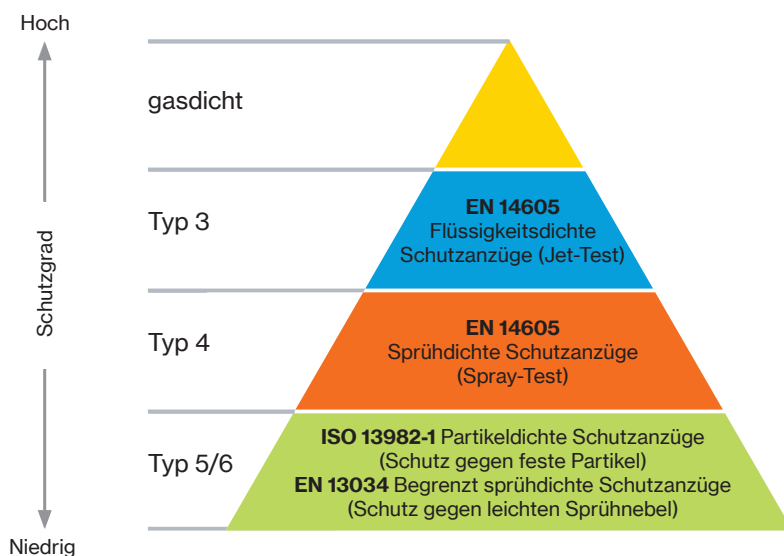 Hoch
gasdicht
Typ 3
EN 14605
Flüssigkeitsdichte
Schutzanzüge (Jet-Test)
Schutzgrad
Typ 4
EN 14605
Sprühdichte Schutzanzüge
(Spray-Test)
Typ 5/6
ISO 13982-1 Partikeldichte Schutzanzüge
(Schutz gegen feste Partikel)
EN 13034 Begrenzt sprühdichte Schutzanzüge
(Schutz gegen leichten Sprühnebel)
Niedrig